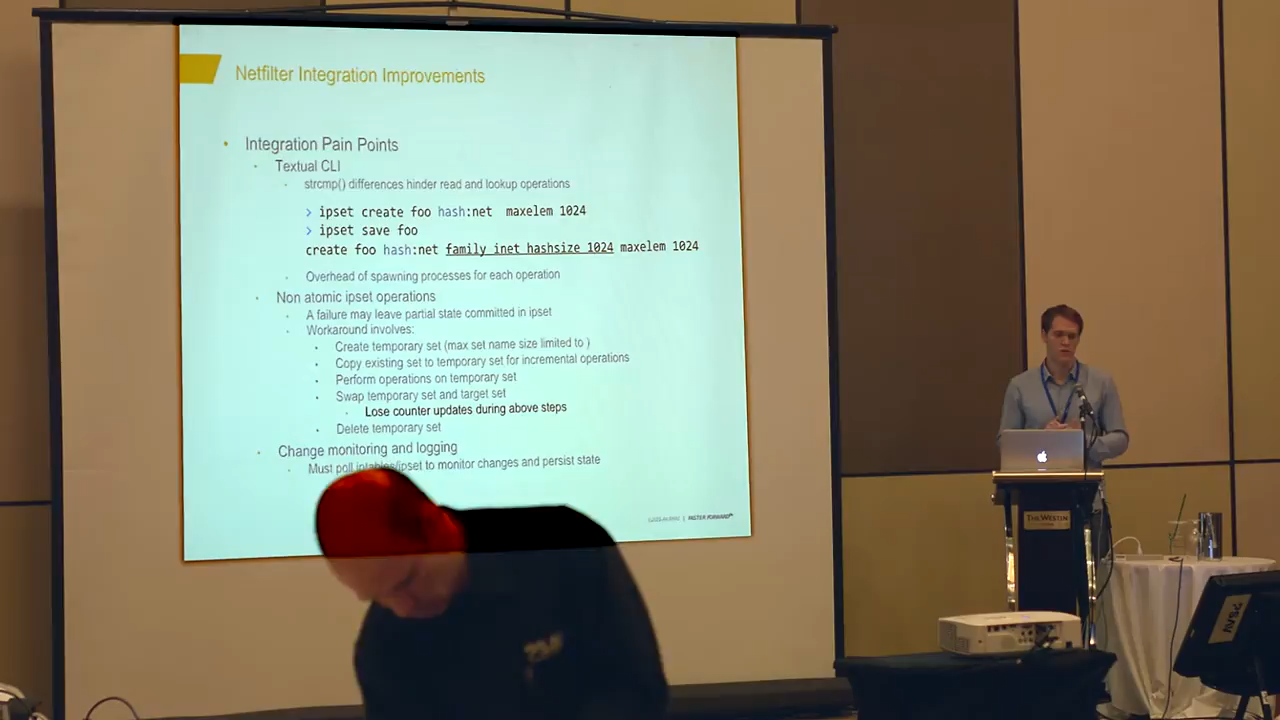 Netfilter Integration Improvements
• Integration Pain Points
• Textual CLI
• strcmp() differences hinder read and lookup operations
> ipset create foo hash:net maxelem 1024
> ipset save foo
create foo hash:net family inet hashsize 1024 maxelem 1024
• Overhead of spawning processes for each operation
• Non atomic ipset operations
• A failure may leave partial state committed in ipset
• Workaround involves:
• Create temporary set (max set name size limited to )
• Copy existing set to temporary set for incremental operations
• Perform operations on temporary set
• Swap temporary set and target set
• Lose counter updates during above steps
• Delete temporary set
• Change monitoring and logging
• Must poll iptables/ipset to monitor changes and persist state
| FASTER FORWARD
THE WESTIN
AVSC